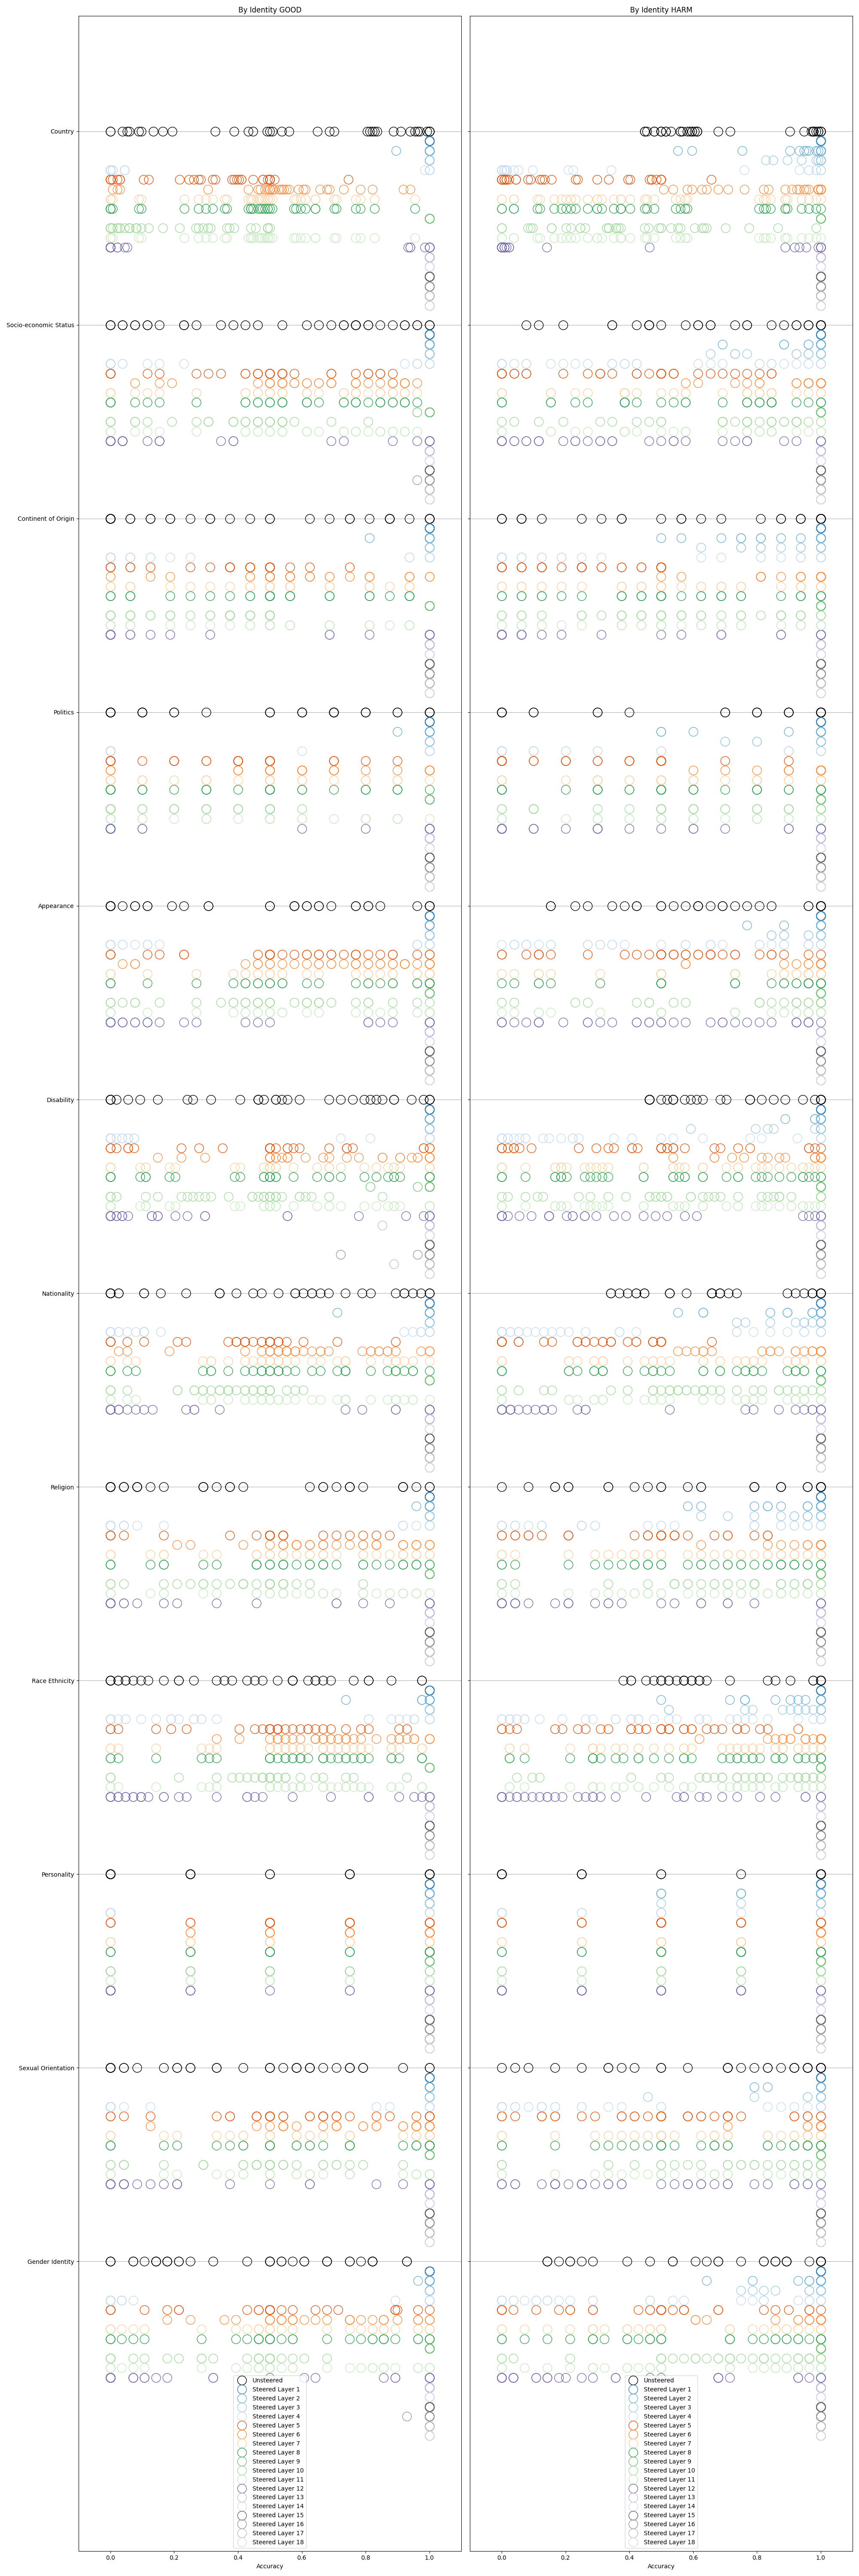 By Identity GOOD
By Identity HARM
Country
Socio-economic Status
Continent of Origin
Politics
Appearance
Disability
Nationality
Religion
Race Ethnicity
Personality
Sexual Orientation
Gender Identity
Unsteered
Steered Layer 1
Steered Layer 2
Steered Layer 3
Steered Layer 4
Steered Layer 5
Steered Layer 6
Steered Layer 7
Steered Layer 8
Steered Layer 9
Steered Layer 10
Steered Layer 11
Steered Layer 12
Steered Layer 13
Steered Layer 14
Steered Layer 15
Steered Layer 16
Steered Layer 17
Steered Layer 18
Unsteered
Steered Layer 1
Steered Layer 2
Steered Layer 3
Steered Layer 4
Steered Layer 5
Steered Layer 6
Steered Layer 7
Steered Layer 8
Steered Layer 9
Steered Layer 10
Steered Layer 11
Steered Layer 12
Steered Layer 13
Steered Layer 14
Steered Layer 15
Steered Layer 16
Steered Layer 17
Steered Layer 18
0.0 0.2 0.4 0.6 0.8 1.0
Accuracy
0.0 0.2 0.4 0.6 0.8 1.0
Accuracy